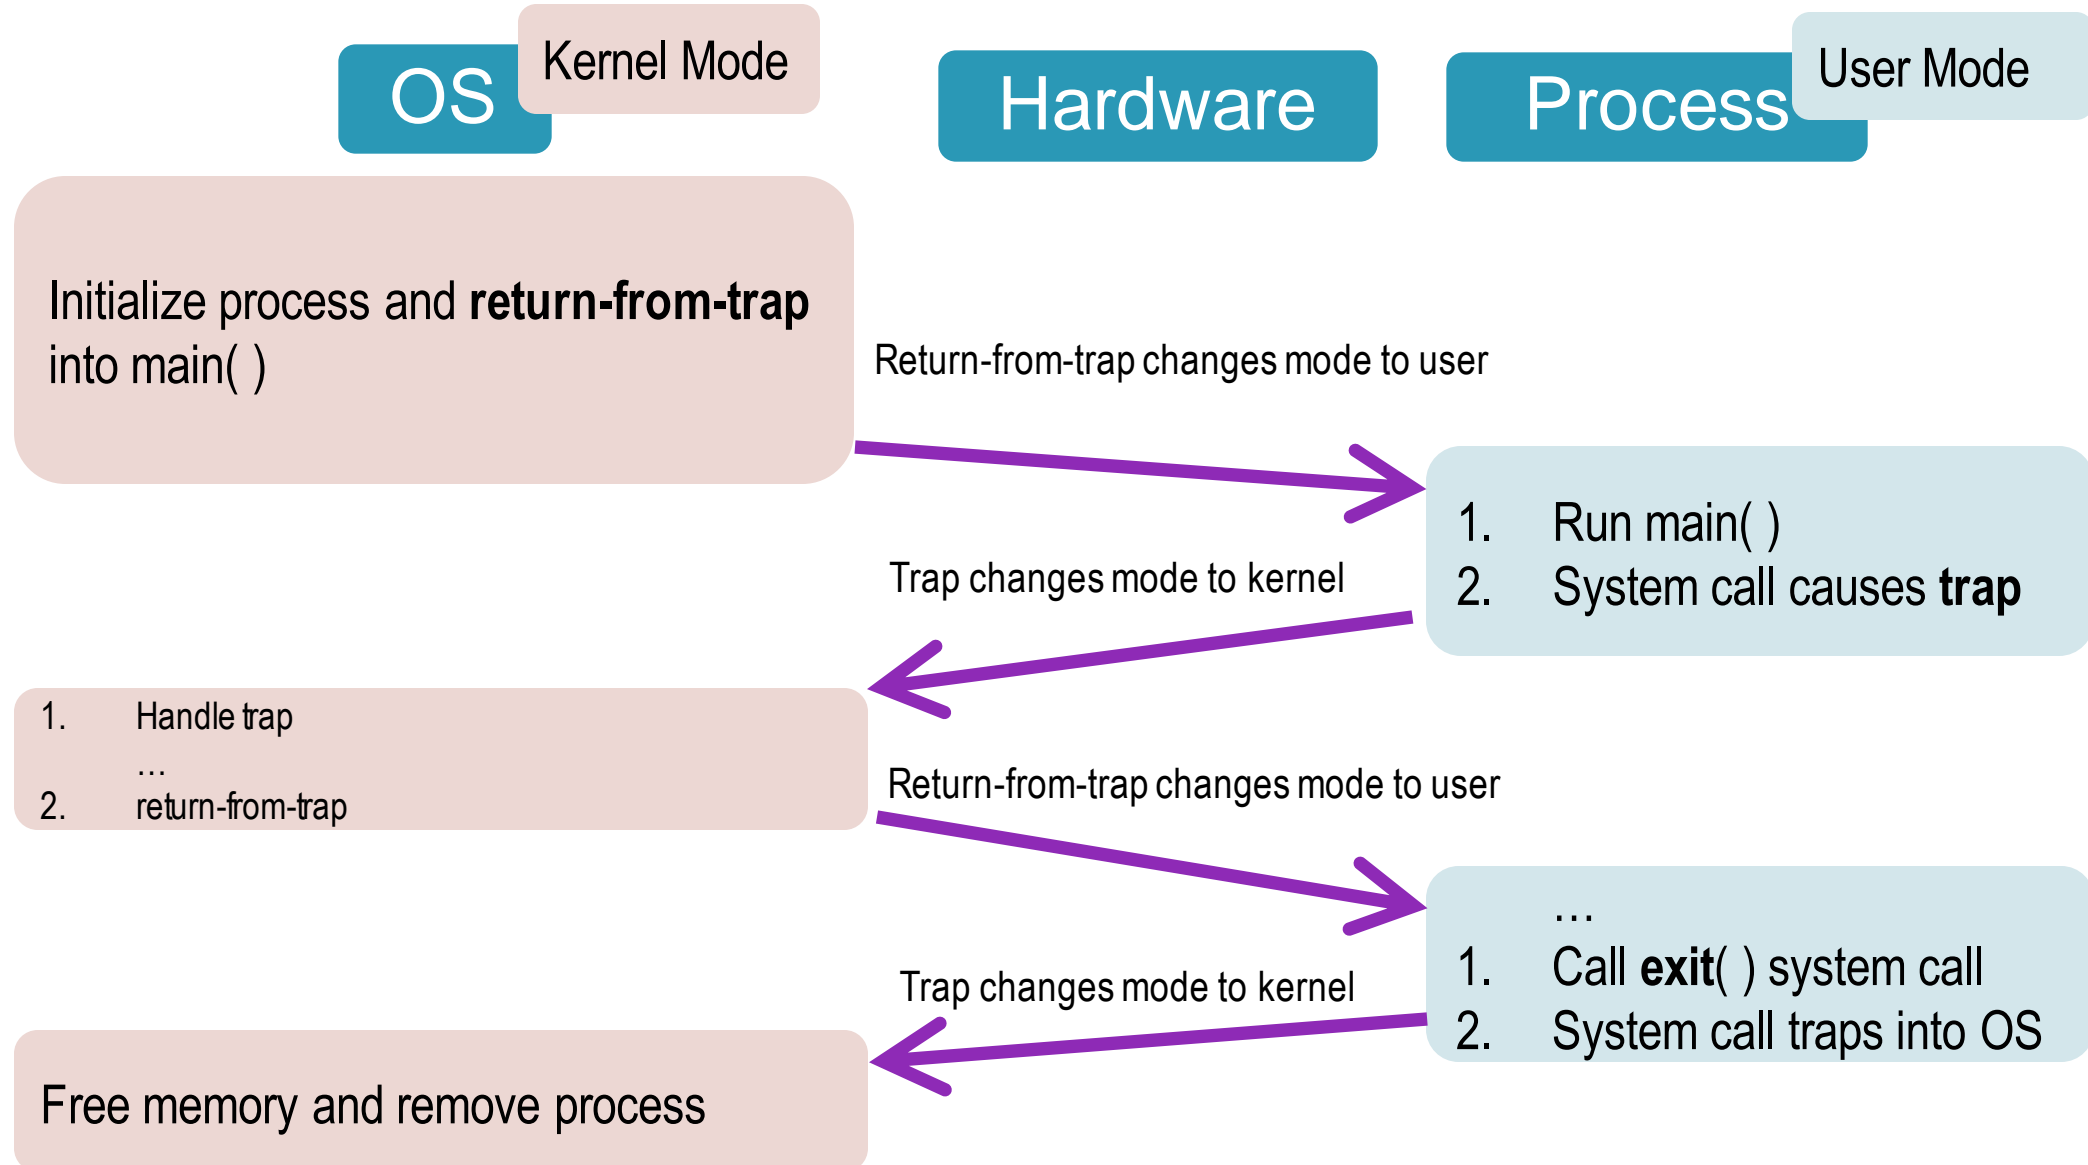 OS
Kernel Mode
Hardware
Process
User Mode
Initialize process and return-from-trap
into main( )
Return-from-trap changes mode to user
1. Run main( )
2. System call causes trap
Trap changes mode to kernel
1. Handle trap
…
2. return-from-trap
Return-from-trap changes mode to user
…
1. Call exit( ) system call
2. System call traps into OS
Trap changes mode to kernel
Free memory and remove process